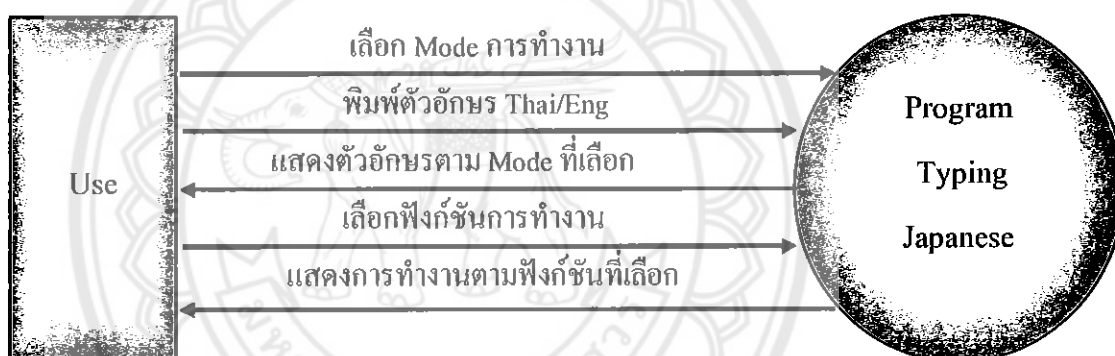 เลือก Mode การทำงาน
พิมพ์ตัวอักษร Thai/Eng
แสดงตัวอักษรตาม Mode ที่เลือก
เลือกฟังก์ชันการทำงาน
แสดงการทำงานตามฟังก์ชันที่เลือก
Use
Program
Typing
Japanese